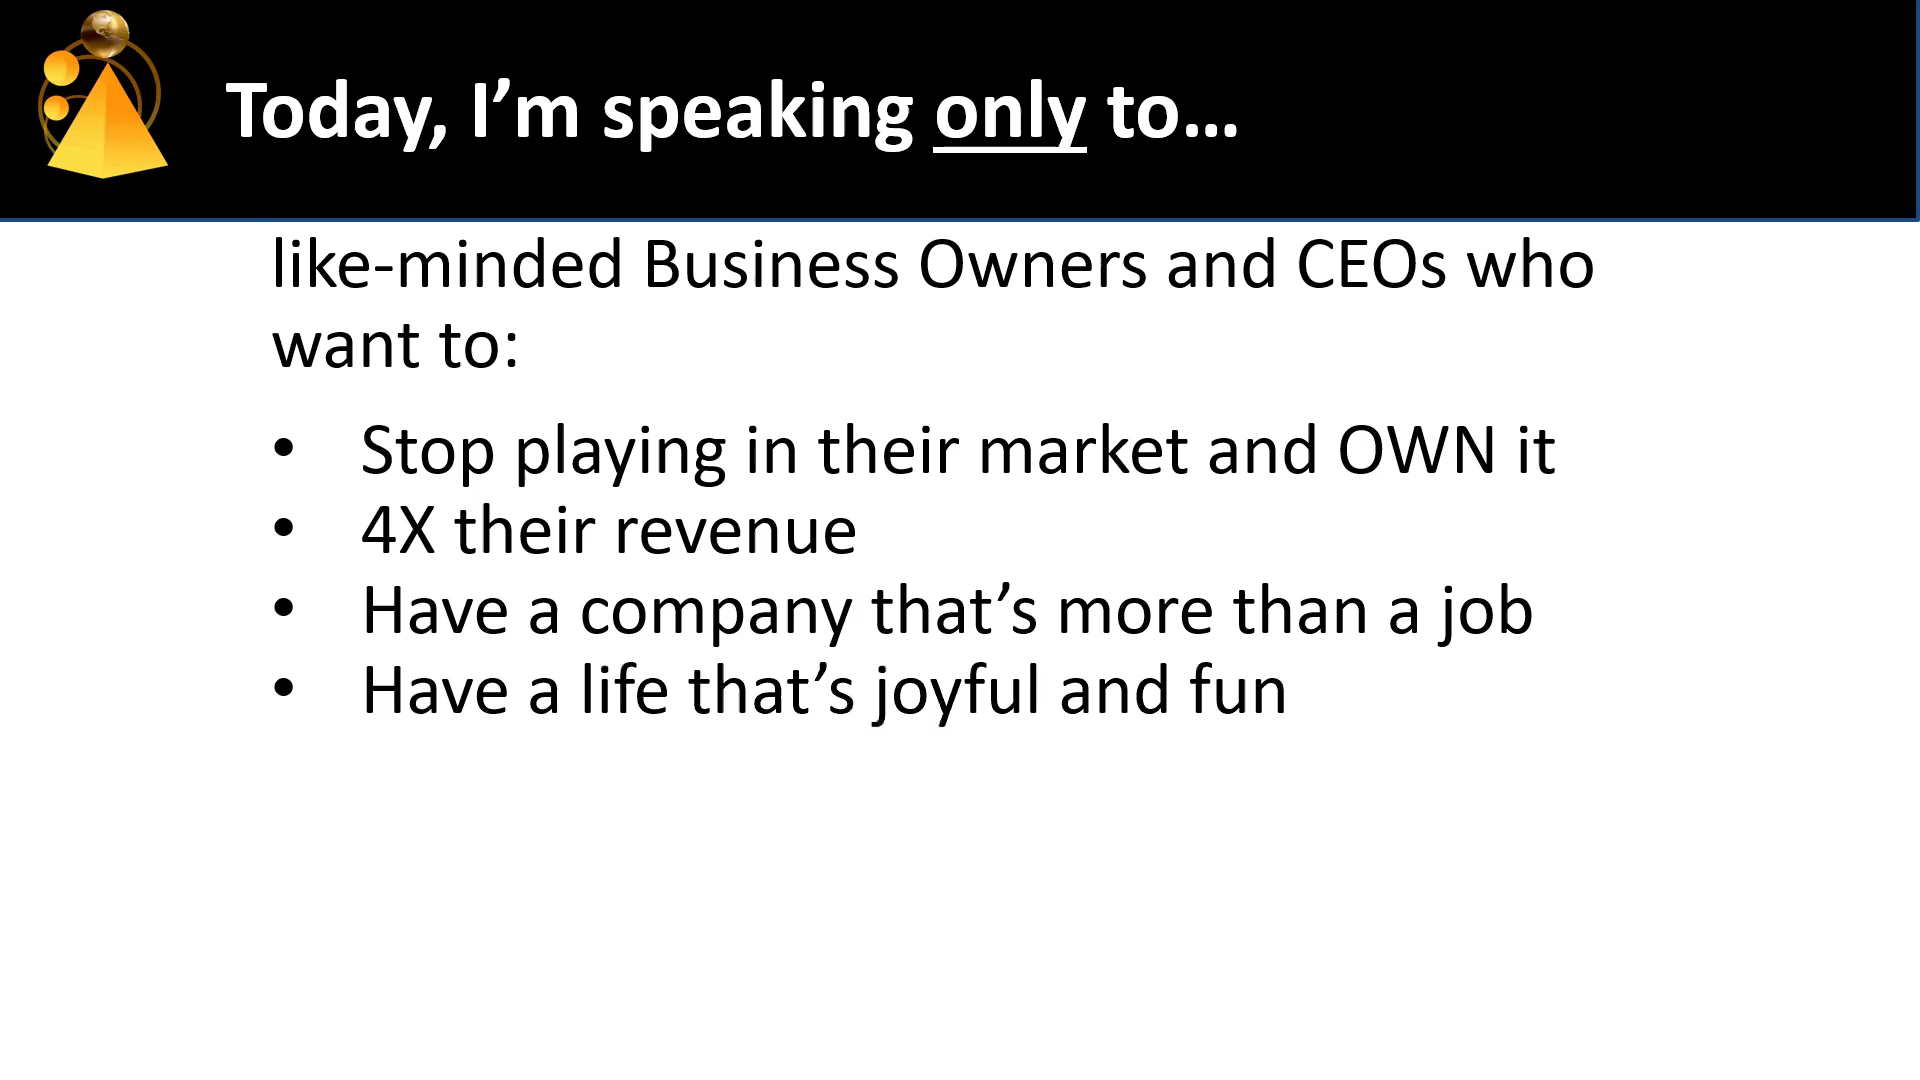 Today, I’m speaking only to…
like-minded Business Owners and CEOs who
want to:
• Stop playing in their market and OWN it
• 4X their revenue
• Have a company that’s more than a job
• Have a life that’s joyful and fun